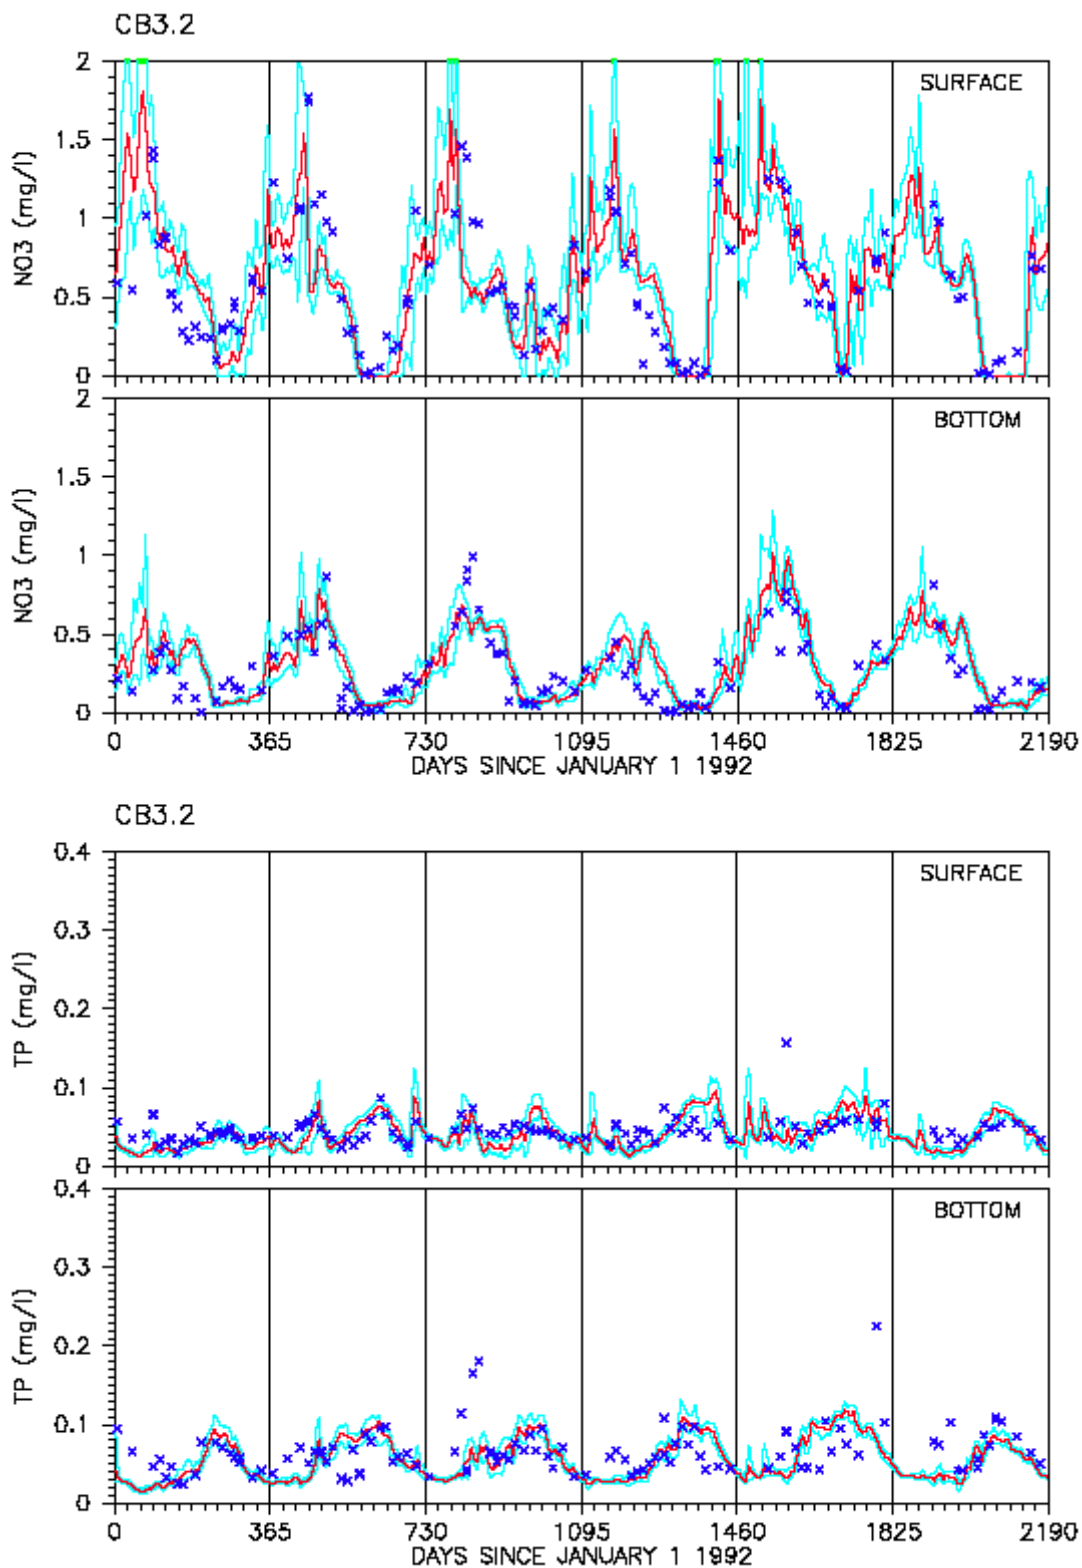 CB3.2
2
SURFACE
1.5
1
0.5
0
NO3 (mg/l)
2
BOTTOM
1.5
1
0.5
0
NO3 (mg/l)
0 365 730 1095 1460 1825 2190
DAYS SINCE JANUARY 1 1992
CB3.2
0.4
SURFACE
0.3
0.2
0.1
0
TP (mg/l)
0.4
BOTTOM
0.3
0.2
0.1
0
TP (mg/l)
0 365 730 1095 1460 1825 2190
DAYS SINCE JANUARY 1 1992